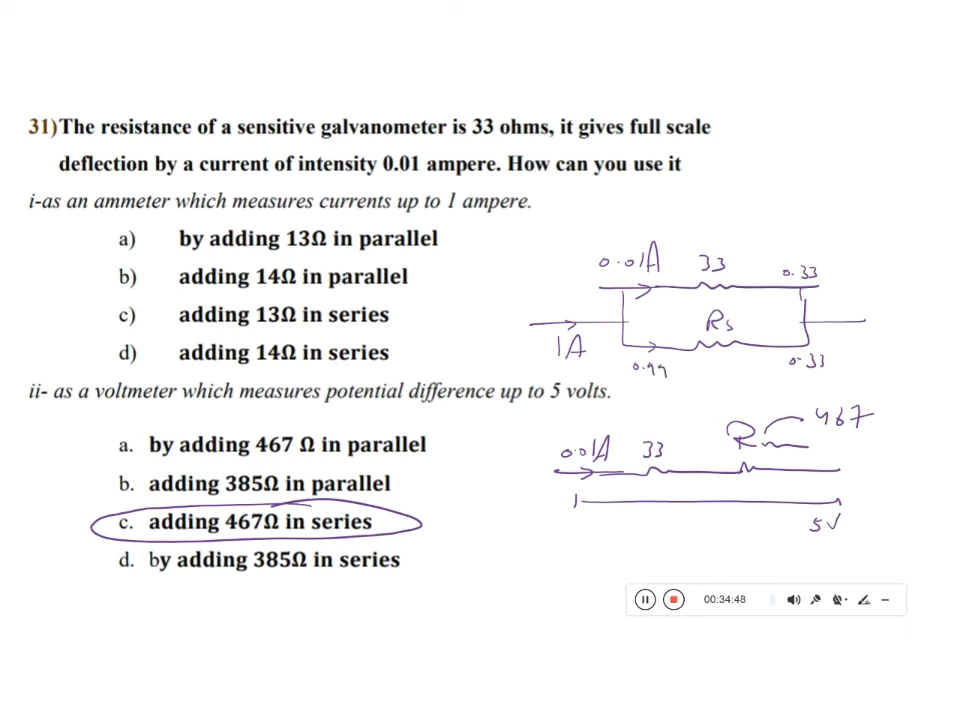 31)The resistance of a sensitive galvanometer is 33 ohms, it gives full scale
deflection by a current of intensity 0.01 ampere. How can you use it
i-as an ammeter which measures currents up to 1 ampere.
a) by adding 13Ω in parallel
b) adding 14Ω in parallel
c) adding 13Ω in series
d) adding 14Ω in series
0.01A 33 0.33
Rs
1A
0.99 0.33
ii- as a voltmeter which measures potential difference up to 5 volts.
a. by adding 467 Ω in parallel
b. adding 385Ω in parallel
c. adding 467Ω in series
d. by adding 385Ω in series
Rm 467
0.01A 33
5V
00:34:48